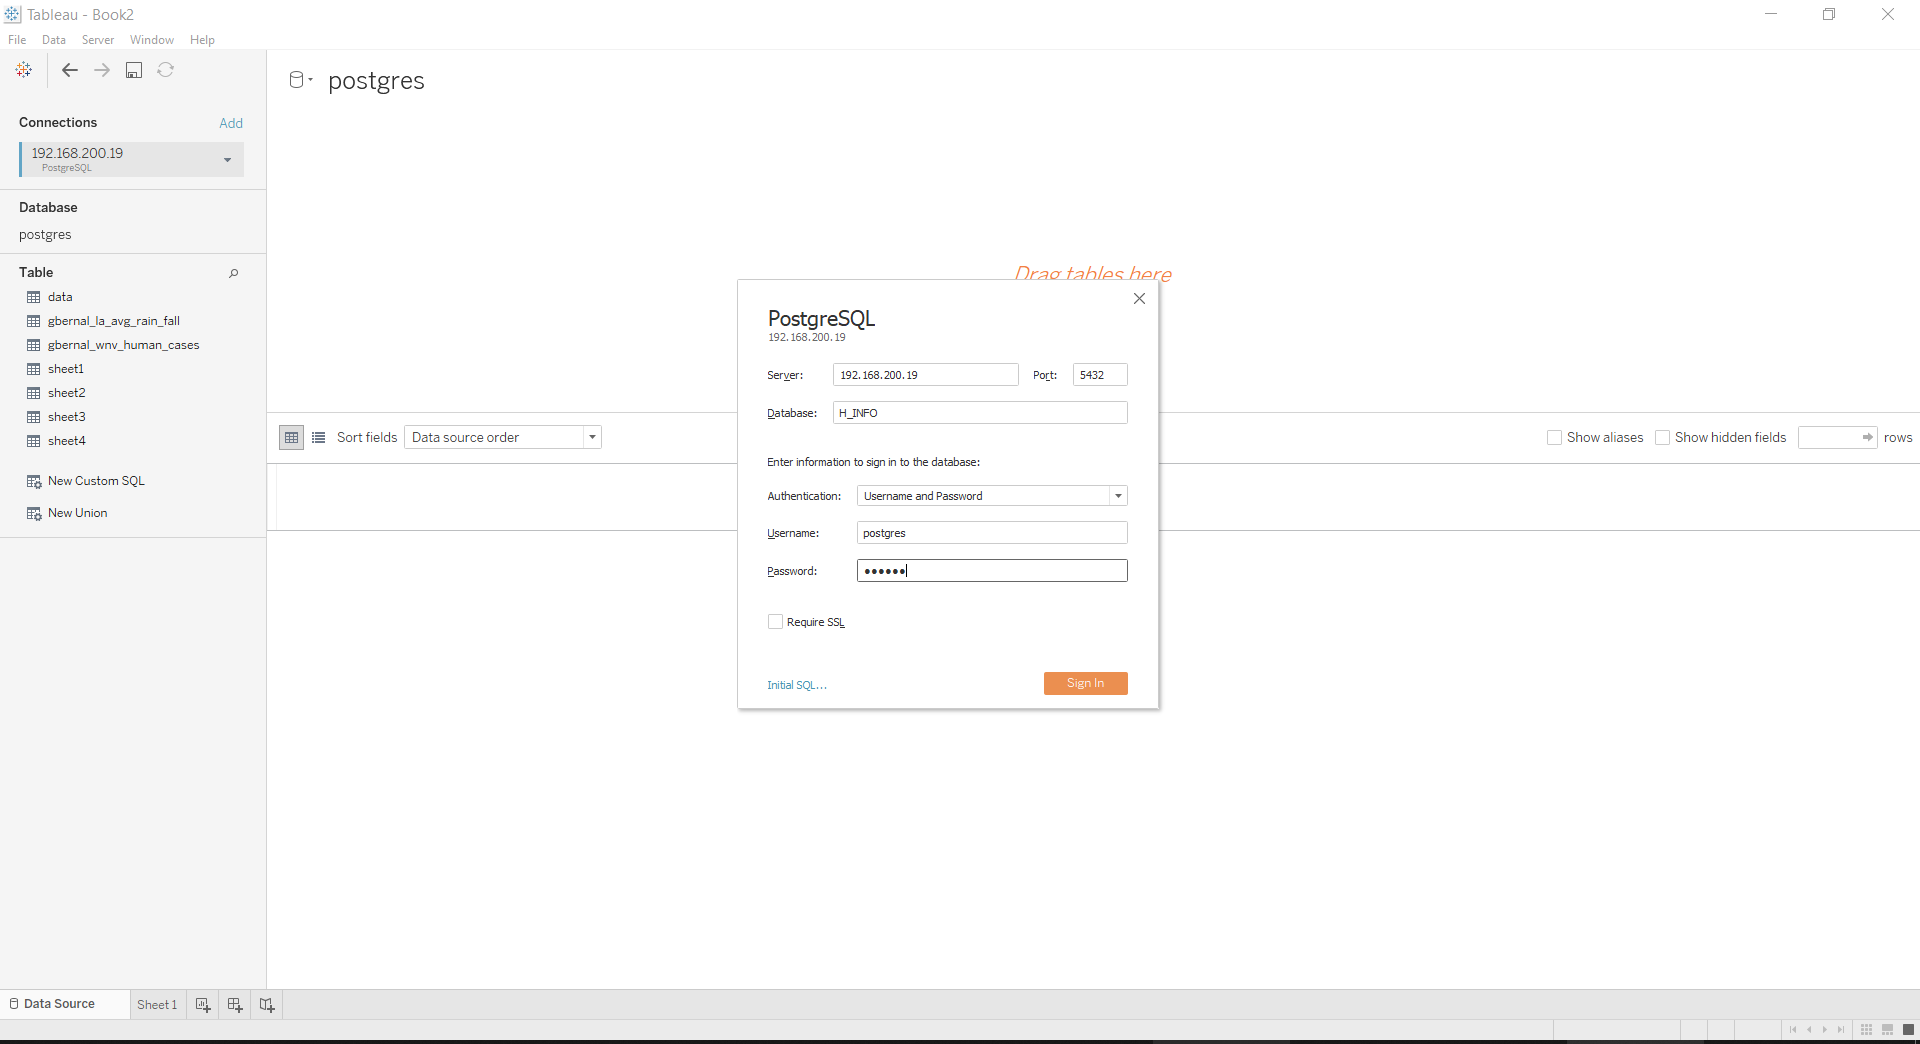 Tableau - Book2
File Data Server Window Help
postgres
Connections Add
192.168.200.19
PostgreSQL
Database
postgres
Table
data
gbernal_la_avg_rain_fall
gbernal_wnv_human_cases
sheet1
sheet2
sheet3
sheet4
New Custom SQL
New Union
Drag tables here
Sort fields Data source order
Show aliases Show hidden fields rows
PostgreSQL
192.168.200.19
Server: 192.168.200.19 Port: 5432
Database: H_INFO
Enter information to sign in to the database:
Authentication: Username and Password
Username: postgres
Password: ••••••
Require SSL
Initial SQL... Sign In
Data Source Sheet 1